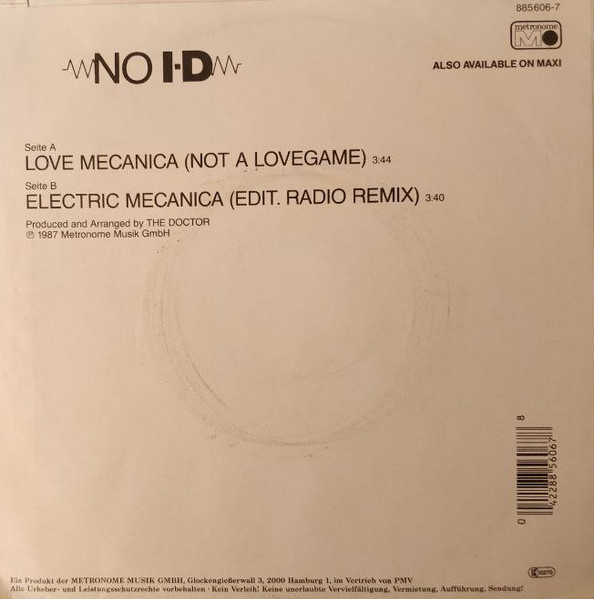 885606-7
metronome
ALSO AVAILABLE ON MAXI
NO I·D
Seite A
LOVE MECANICA (NOT A LOVEGAME) 3:44
Seite B
ELECTRIC MECANICA (EDIT. RADIO REMIX) 3:40
Produced and Arranged by THE DOCTOR
℗ 1987 Metronome Musik GmbH
0 42288 56067 8
Ein Produkt der METRONOME MUSIK GMBH, Glockengießerwall 3, 2000 Hamburg 1, im Vertrieb von PMV
Alle Urheber- und Leistungsschutzrechte vorbehalten · Kein Verleih! Keine unerlaubte Vervielfältigung, Vermietung, Aufführung, Sendung!